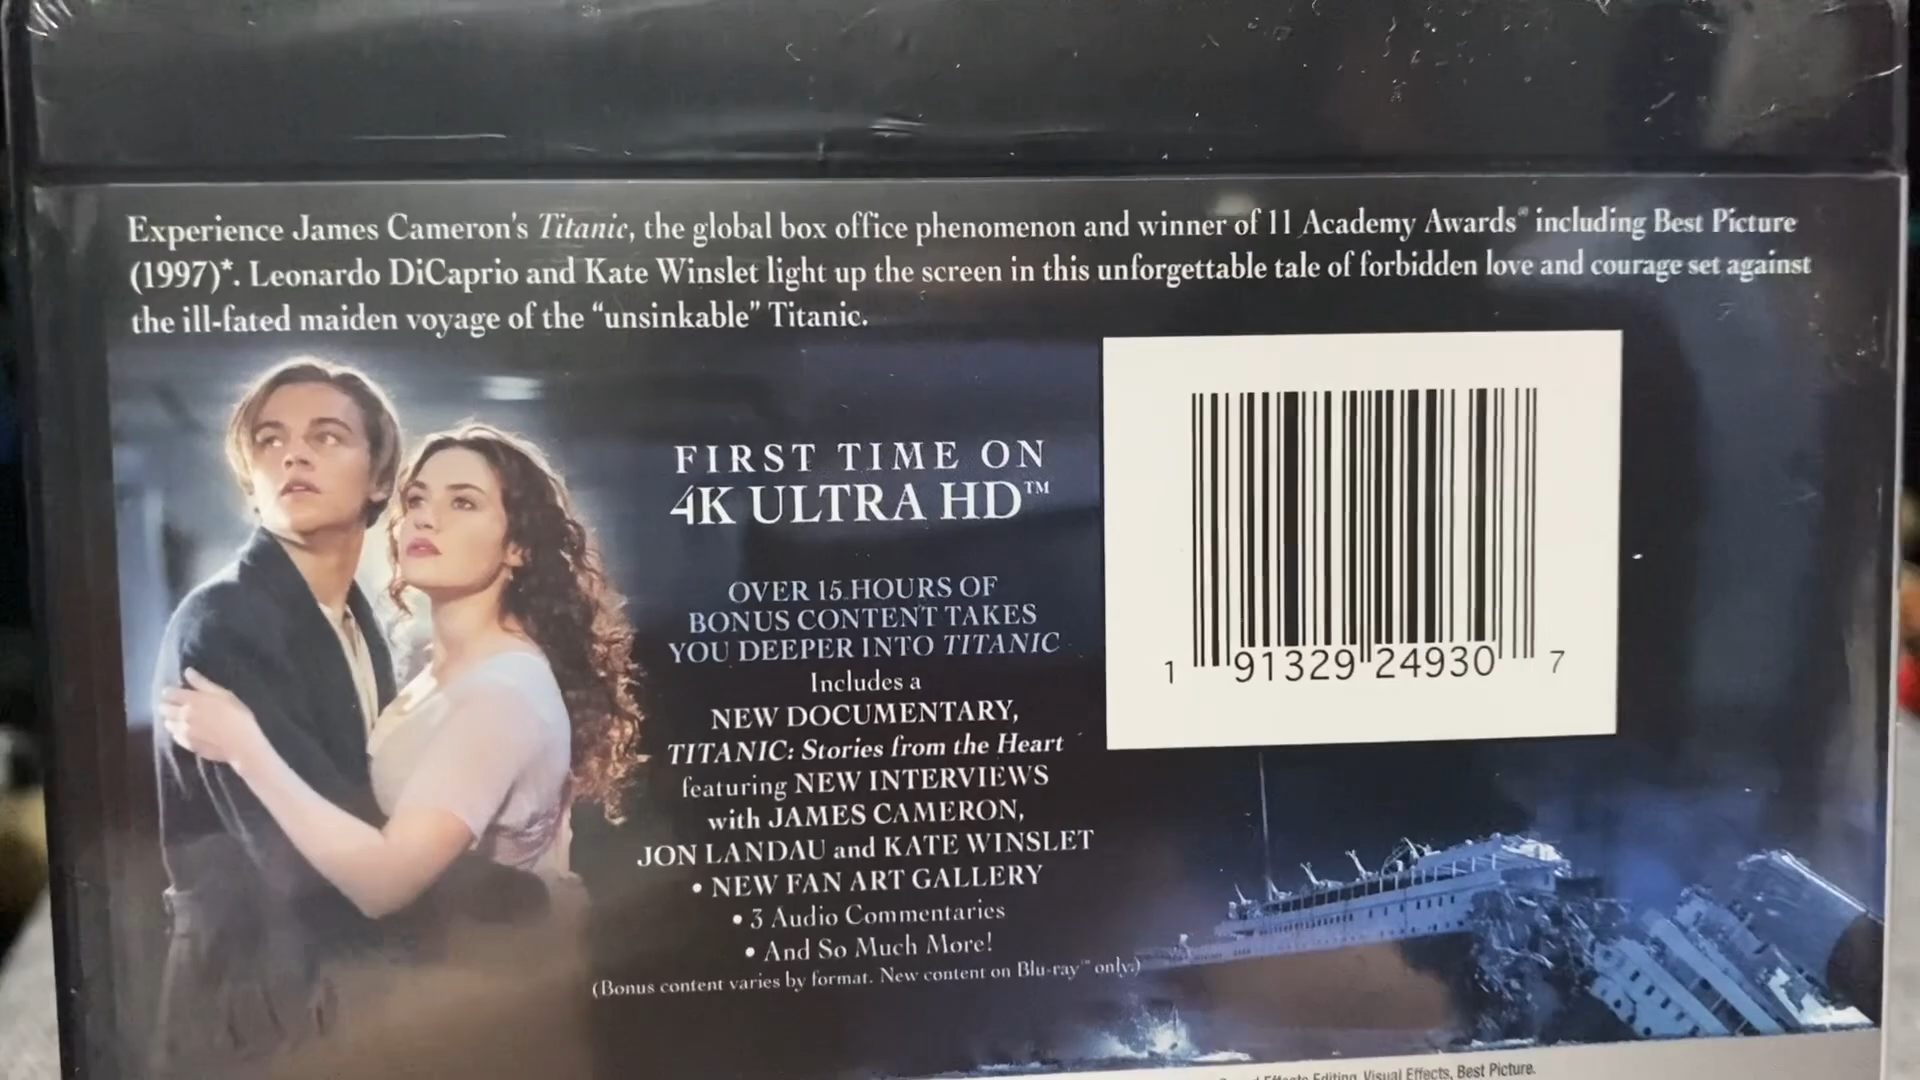 Experience James Cameron's Titanic, the global box office phenomenon and winner of 11 Academy Awards® including Best Picture
(1997)*. Leonardo DiCaprio and Kate Winslet light up the screen in this unforgettable tale of forbidden love and courage set against
the ill-fated maiden voyage of the “unsinkable” Titanic.
FIRST TIME ON
4K ULTRA HD™
OVER 15 HOURS OF
BONUS CONTENT TAKES
YOU DEEPER INTO TITANIC
Includes a
NEW DOCUMENTARY,
TITANIC: Stories from the Heart
featuring NEW INTERVIEWS
with JAMES CAMERON,
JON LANDAU and KATE WINSLET
• NEW FAN ART GALLERY
• 3 Audio Commentaries
• And So Much More!
(Bonus content varies by format. New content on Blu-ray™ only.)
1 91329 24930 7
Editing, Visual Effects, Best Picture.